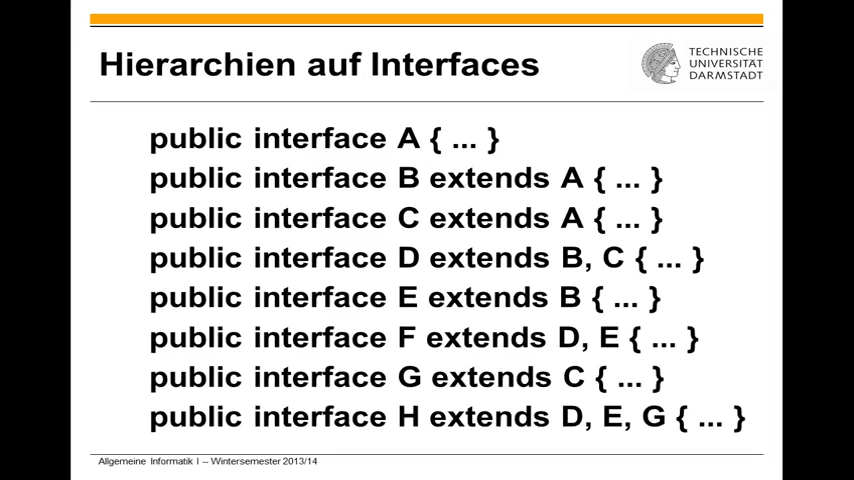 Hierarchien auf Interfaces
TECHNISCHE
UNIVERSITÄT
DARMSTADT
public interface A { ... }
public interface B extends A { ... }
public interface C extends A { ... }
public interface D extends B, C { ... }
public interface E extends B { ... }
public interface F extends D, E { ... }
public interface G extends C { ... }
public interface H extends D, E, G { ... }
Allgemeine Informatik I -- Wintersemester 2013/14